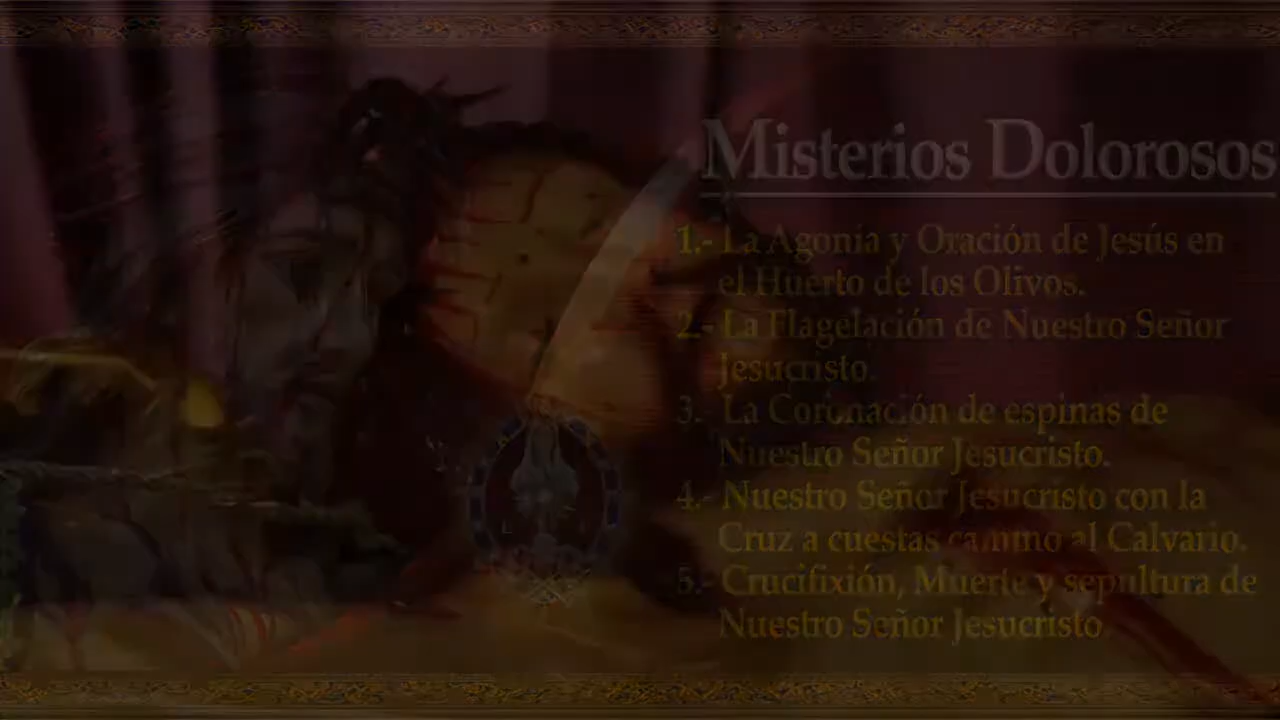 Misterios Dolorosos
1.- La Agonía y Oración de Jesús en
el Huerto de los Olivos.
2.- La Flagelación de Nuestro Señor
Jesucristo.
3.- La Coronación de espinas de
Nuestro Señor Jesucristo.
4.- Nuestro Señor Jesucristo con la
Cruz a cuestas camino al Calvario.
5.- Crucifixión, Muerte y sepultura de
Nuestro Señor Jesucristo.